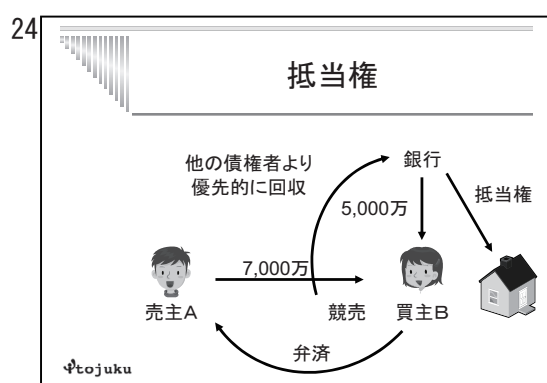 24
抵当権
他の債権者より
優先的に回収
銀行
抵当権
5,000万
7,000万
売主A
競売
買主B
弁済
itojuku